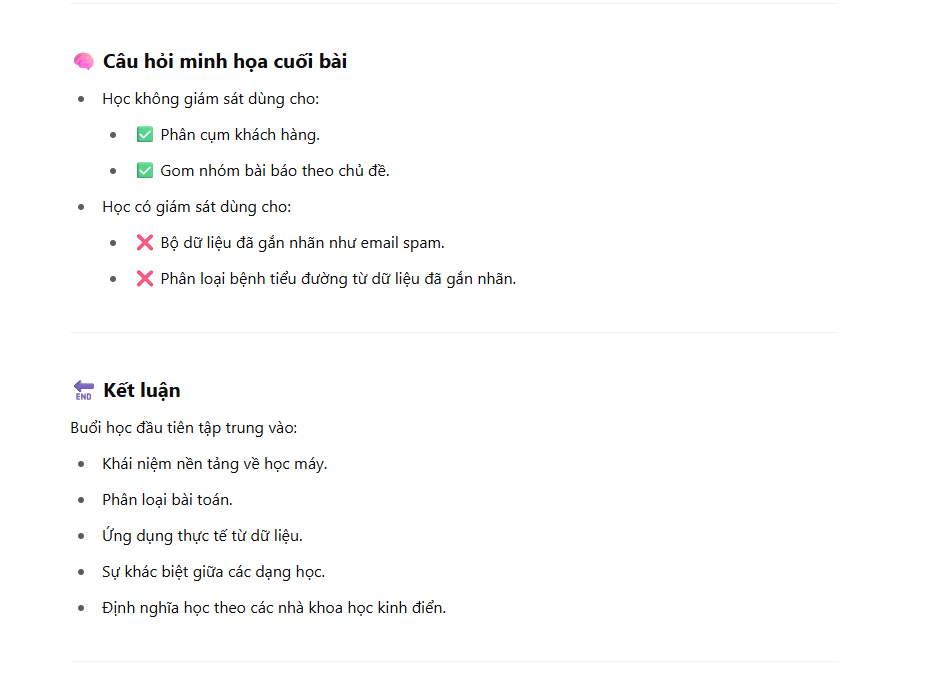 🧠 Câu hỏi minh họa cuối bài
• Học không giám sát dùng cho:
• ✅ Phân cụm khách hàng.
• ✅ Gom nhóm bài báo theo chủ đề.
• Học có giám sát dùng cho:
• ❌ Bộ dữ liệu đã gắn nhãn như email spam.
• ❌ Phân loại bệnh tiểu đường từ dữ liệu đã gắn nhãn.
🔚 Kết luận
Buổi học đầu tiên tập trung vào:
• Khái niệm nền tảng về học máy.
• Phân loại bài toán.
• Ứng dụng thực tế từ dữ liệu.
• Sự khác biệt giữa các dạng học.
• Định nghĩa học theo các nhà khoa học kinh điển.